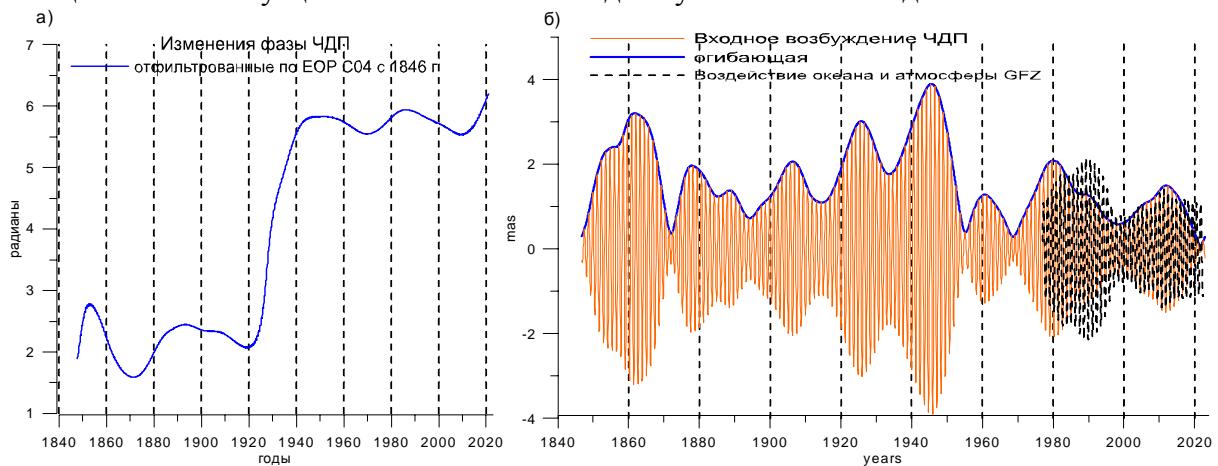 а)
Изменения фазы ЧДП
отфильтрованные по ЕОР С04 с 1846 г
7
6
5
4
3
2
1
радианы
1840 1860 1880 1900 1920 1940 1960 1980 2000 2020
годы
б)
Входное возбуждение ЧДП
огибающая
Воздействие океана и атмосферы GFZ
4
2
0
-2
-4
mas
1840 1860 1880 1900 1920 1940 1960 1980 2000 2020
years